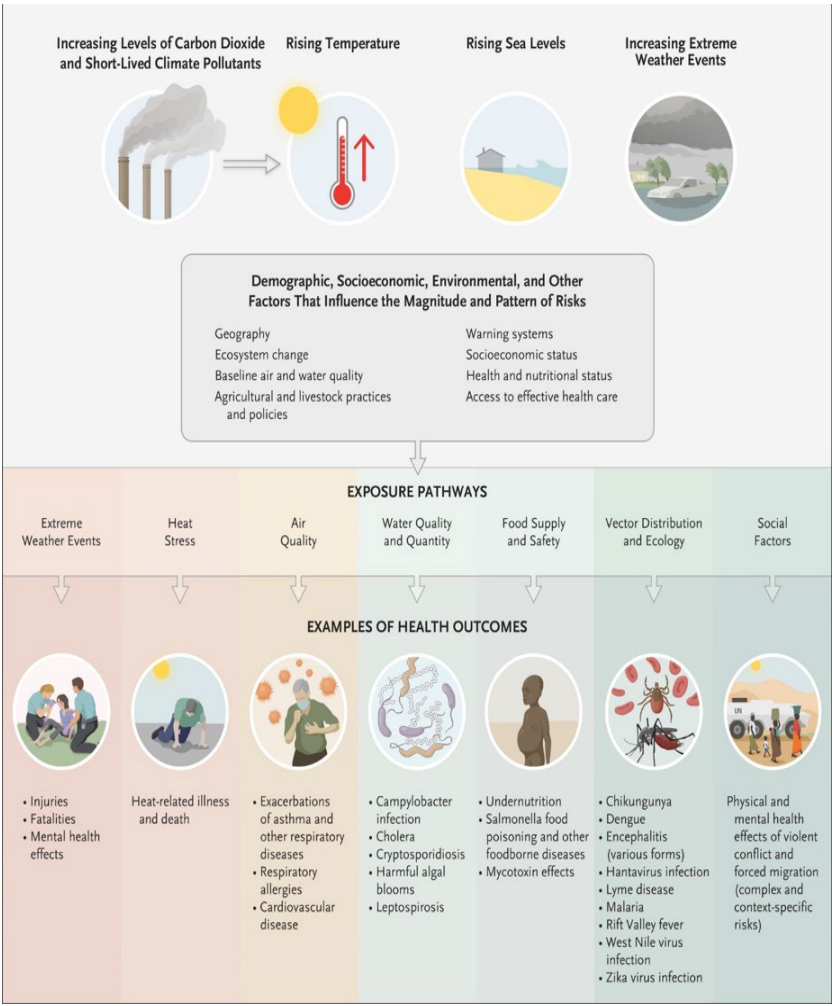 Increasing Levels of Carbon Dioxide
and Short-Lived Climate Pollutants
Rising Temperature
Rising Sea Levels
Increasing Extreme
Weather Events
Demographic, Socioeconomic, Environmental, and Other
Factors That Influence the Magnitude and Pattern of Risks
Geography
Ecosystem change
Baseline air and water quality
Agricultural and livestock practices
and policies
Warning systems
Socioeconomic status
Health and nutritional status
Access to effective health care
EXPOSURE PATHWAYS
Extreme
Weather Events
Heat
Stress
Air
Quality
Water Quality
and Quantity
Food Supply
and Safety
Vector Distribution
and Ecology
Social
Factors
EXAMPLES OF HEALTH OUTCOMES
UN
• Injuries
• Fatalities
• Mental health
effects
Heat-related illness
and death
• Exacerbations
of asthma and
other respiratory
diseases
• Respiratory
allergies
• Cardiovascular
disease
• Campylobacter
infection
• Cholera
• Cryptosporidiosis
• Harmful algal
blooms
• Leptospirosis
• Undernutrition
• Salmonella food
poisoning and other
foodborne diseases
• Mycotoxin effects
• Chikungunya
• Dengue
• Encephalitis
(various forms)
• Hantavirus infection
• Lyme disease
• Malaria
• Rift Valley fever
• West Nile virus
infection
• Zika virus infection
Physical and
mental health
effects of violent
conflict and
forced migration
(complex and
context-specific
risks)